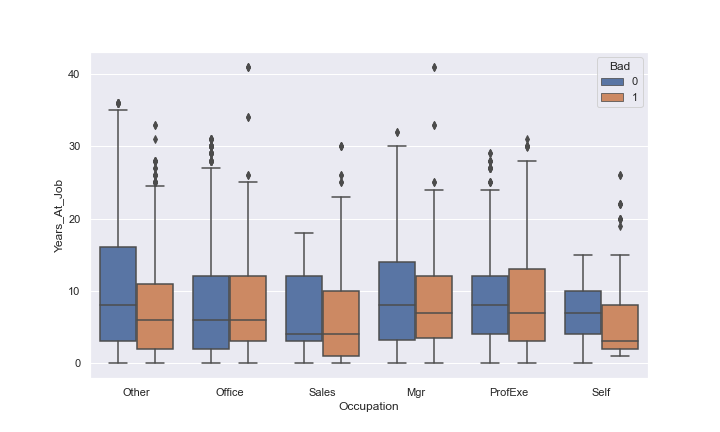 Bad
0
1
40
30
20
10
0
Years_At_Job
Other Office Sales Mgr ProfExe Self
Occupation